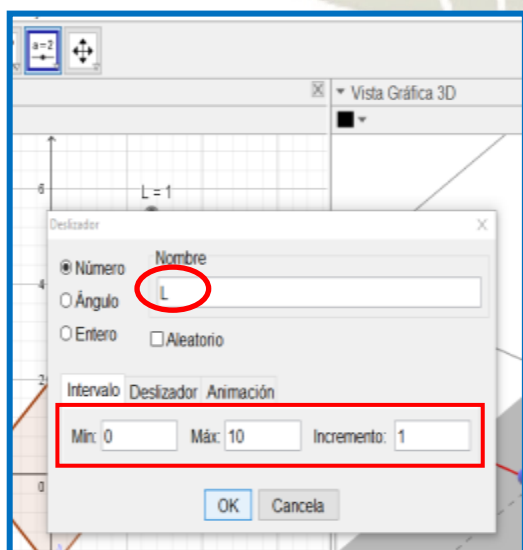 a=2
Vista Gráfica 3D
6
L = 1
Deslizador
Número
Nombre
4
L
Ángulo
Entero
Aleatorio
2
Intervalo Deslizador Animación
Mín: 0 Máx: 10 Incremento: 1
0
OK Cancela